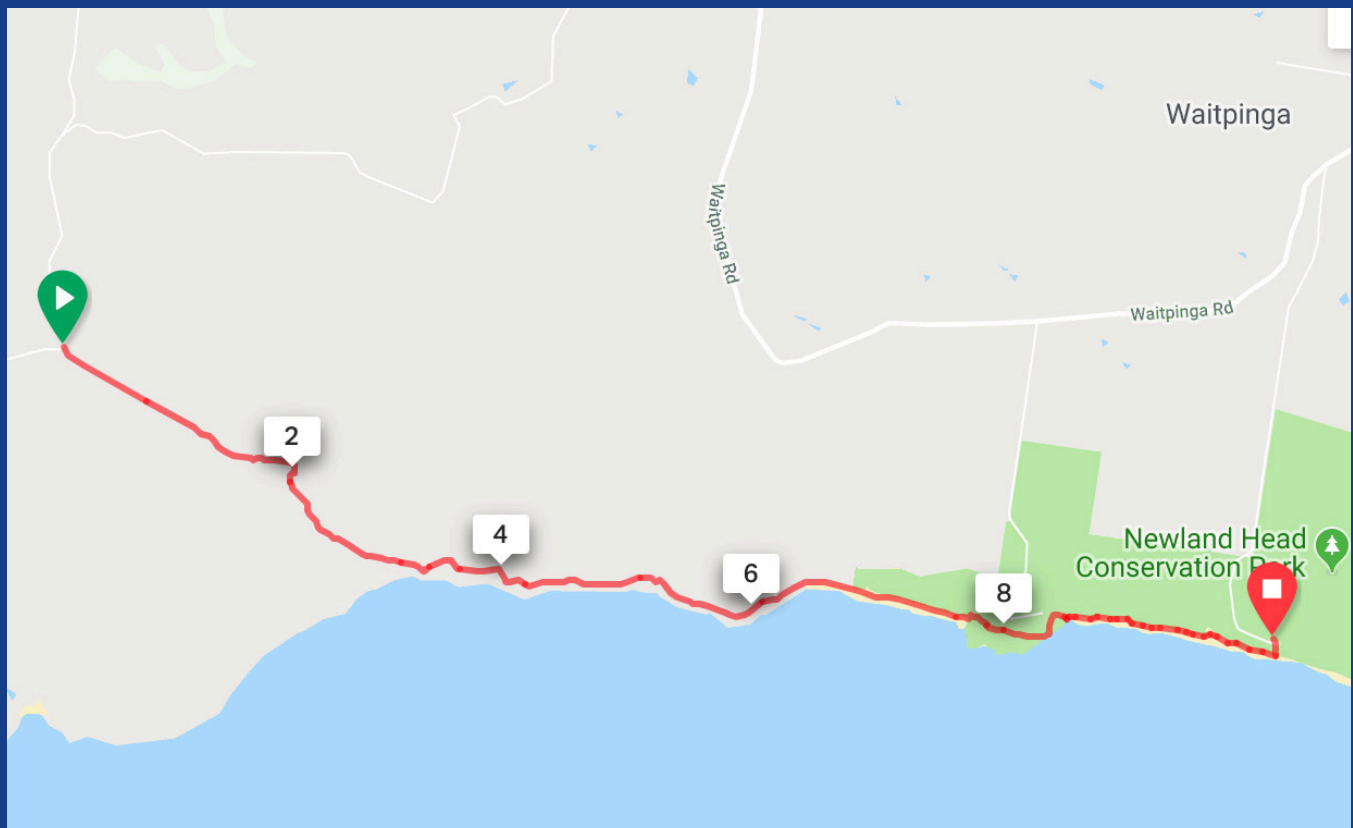 Waitpinga
Waitpinga Rd
Waitpinga Rd
2
4
6
8
Newland Head
Conservation Park